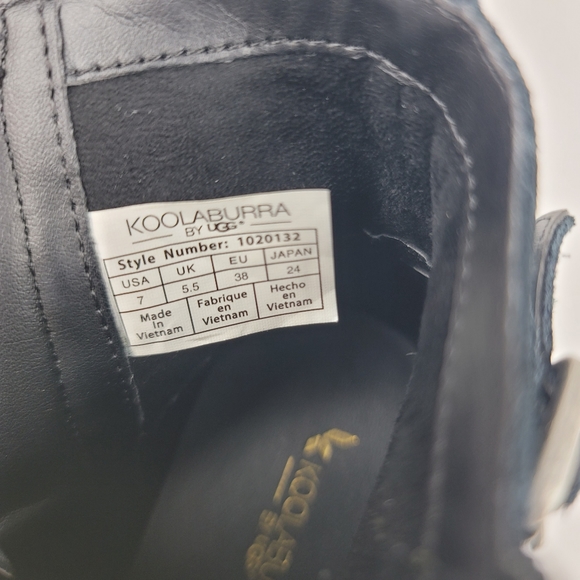 KOOLABURRA
BY UGG®
Style Number: 1020132
USA UK EU JAPAN
7 5.5 38 24
Made in Vietnam
Fabrique en Vietnam
Hecho en Vietnam
KOOLAB